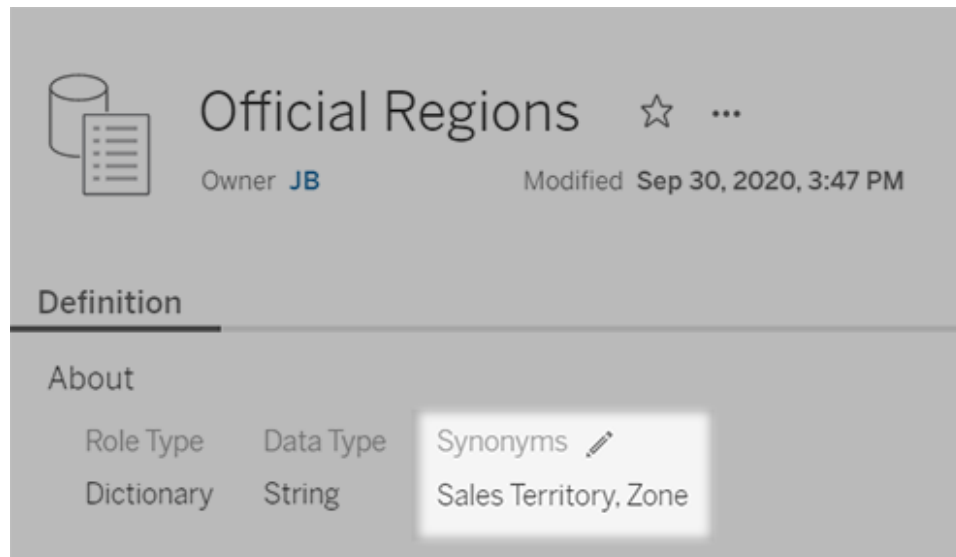 Official Regions
Owner JB Modified Sep 30, 2020, 3:47 PM
Definition
About
Role Type Data Type Synonyms
Dictionary String Sales Territory, Zone